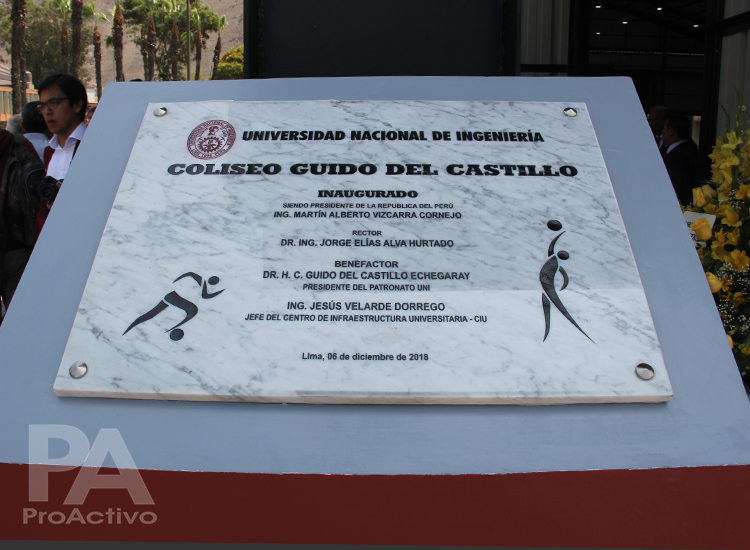 UNIVERSIDAD NACIONAL DE INGENIERÍA
COLISEO GUIDO DEL CASTILLO
INAUGURADO
SIENDO PRESIDENTE DE LA REPUBLICA DEL PERÚ
ING. MARTÍN ALBERTO VIZCARRA CORNEJO
RECTOR
DR. ING. JORGE ELÍAS ALVA HURTADO
BENEFACTOR
DR. H. C. GUIDO DEL CASTILLO ECHEGARAY
PRESIDENTE DEL PATRONATO UNI
ING. JESÚS VELARDE DORREGO
JEFE DEL CENTRO DE INFRAESTRUCTURA UNIVERSITARIA - CIU
Lima, 06 de diciembre de 2018
PA
ProActivo